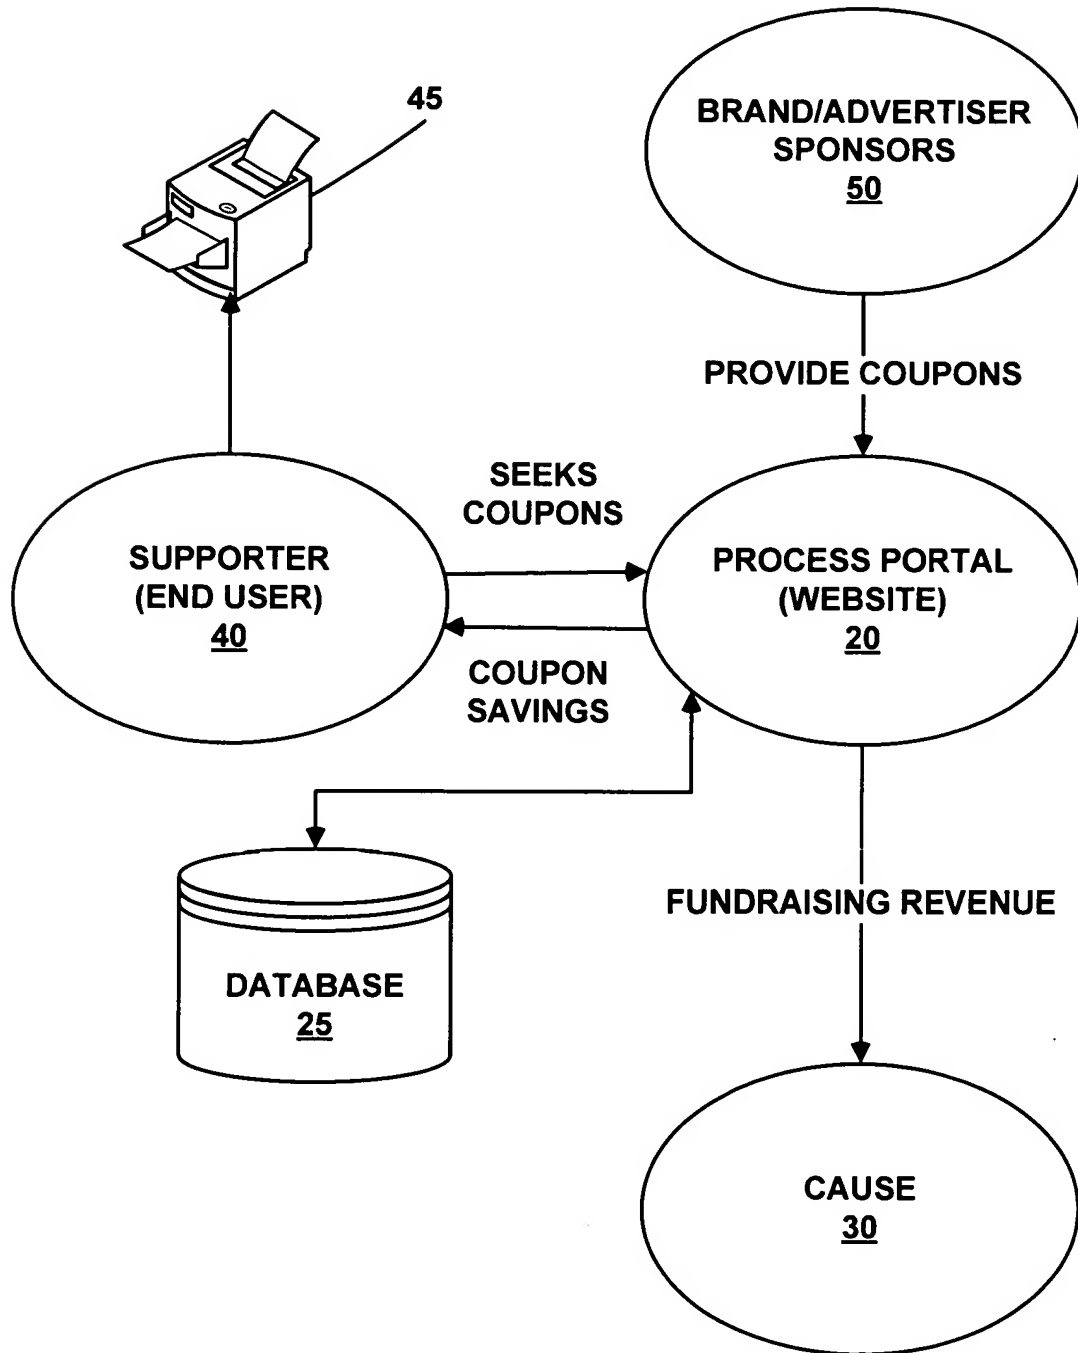 45
BRAND/ADVERTISER
SPONSORS
50
PROVIDE COUPONS
SEEKS
COUPONS
SUPPORTER
(END USER)
40
PROCESS PORTAL
(WEBSITE)
20
COUPON
SAVINGS
FUNDRAISING REVENUE
DATABASE
25
CAUSE
30